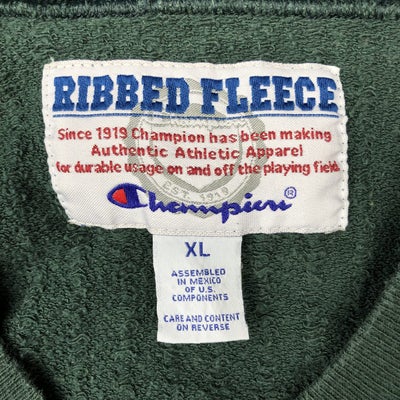 RIBBED FLEECE
Since 1919 Champion has been making
Authentic Athletic Apparel
for durable usage on and off the playing field.
EST. 1919
Champion®
XL
ASSEMBLED
IN MEXICO
OF U.S.
COMPONENTS
CARE AND CONTENT
ON REVERSE